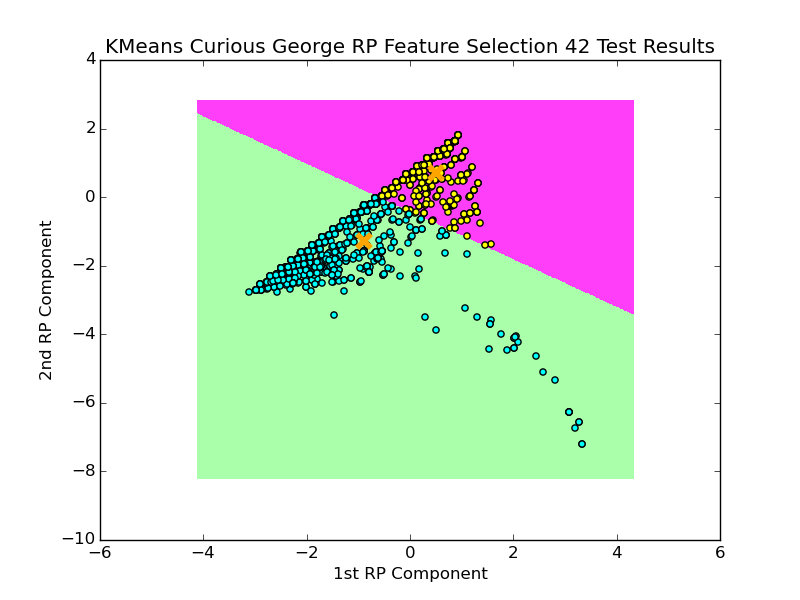 KMeans Curious George RP Feature Selection 42 Test Results
4
2
0
−2
−4
−6
−8
−10
−6 −4 −2 0 2 4 6
1st RP Component
2nd RP Component